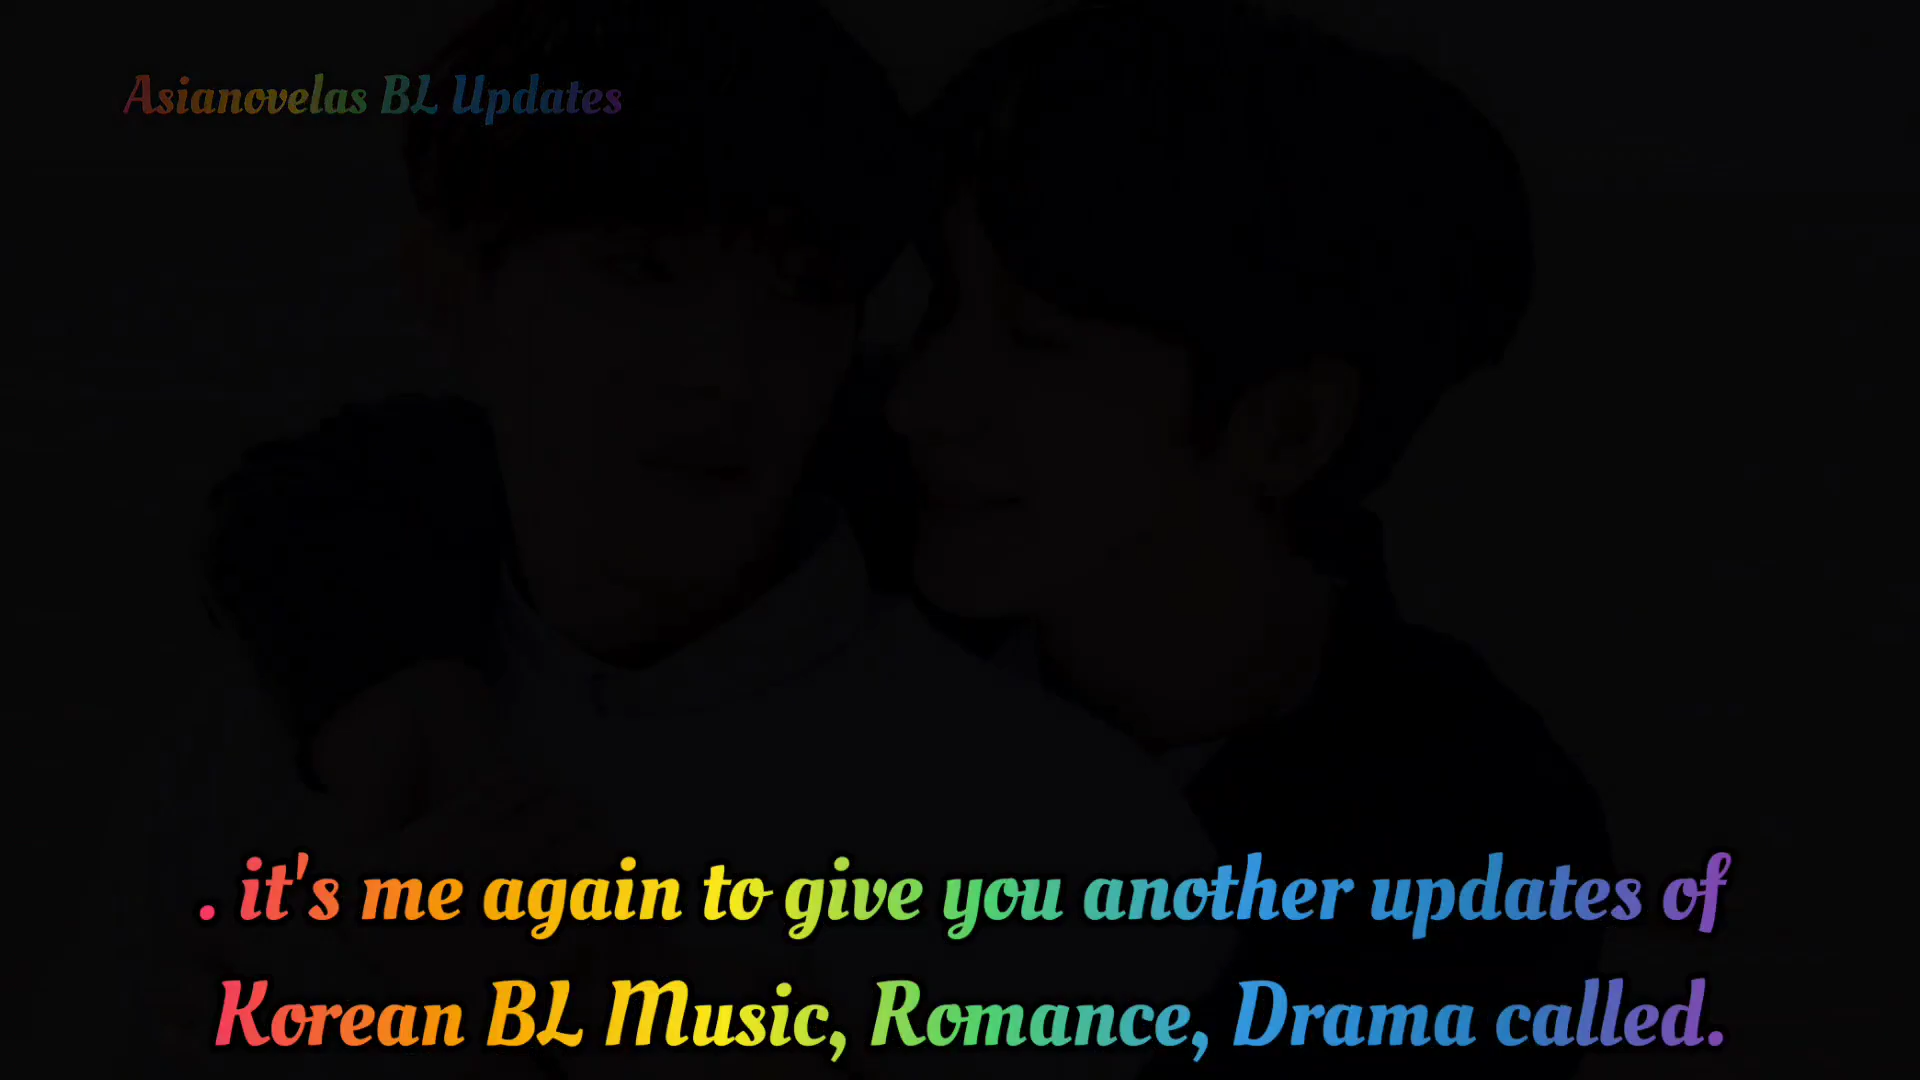 Asianovelas BL Updates
. it's me again to give you another updates of
Korean BL Music, Romance, Drama called.